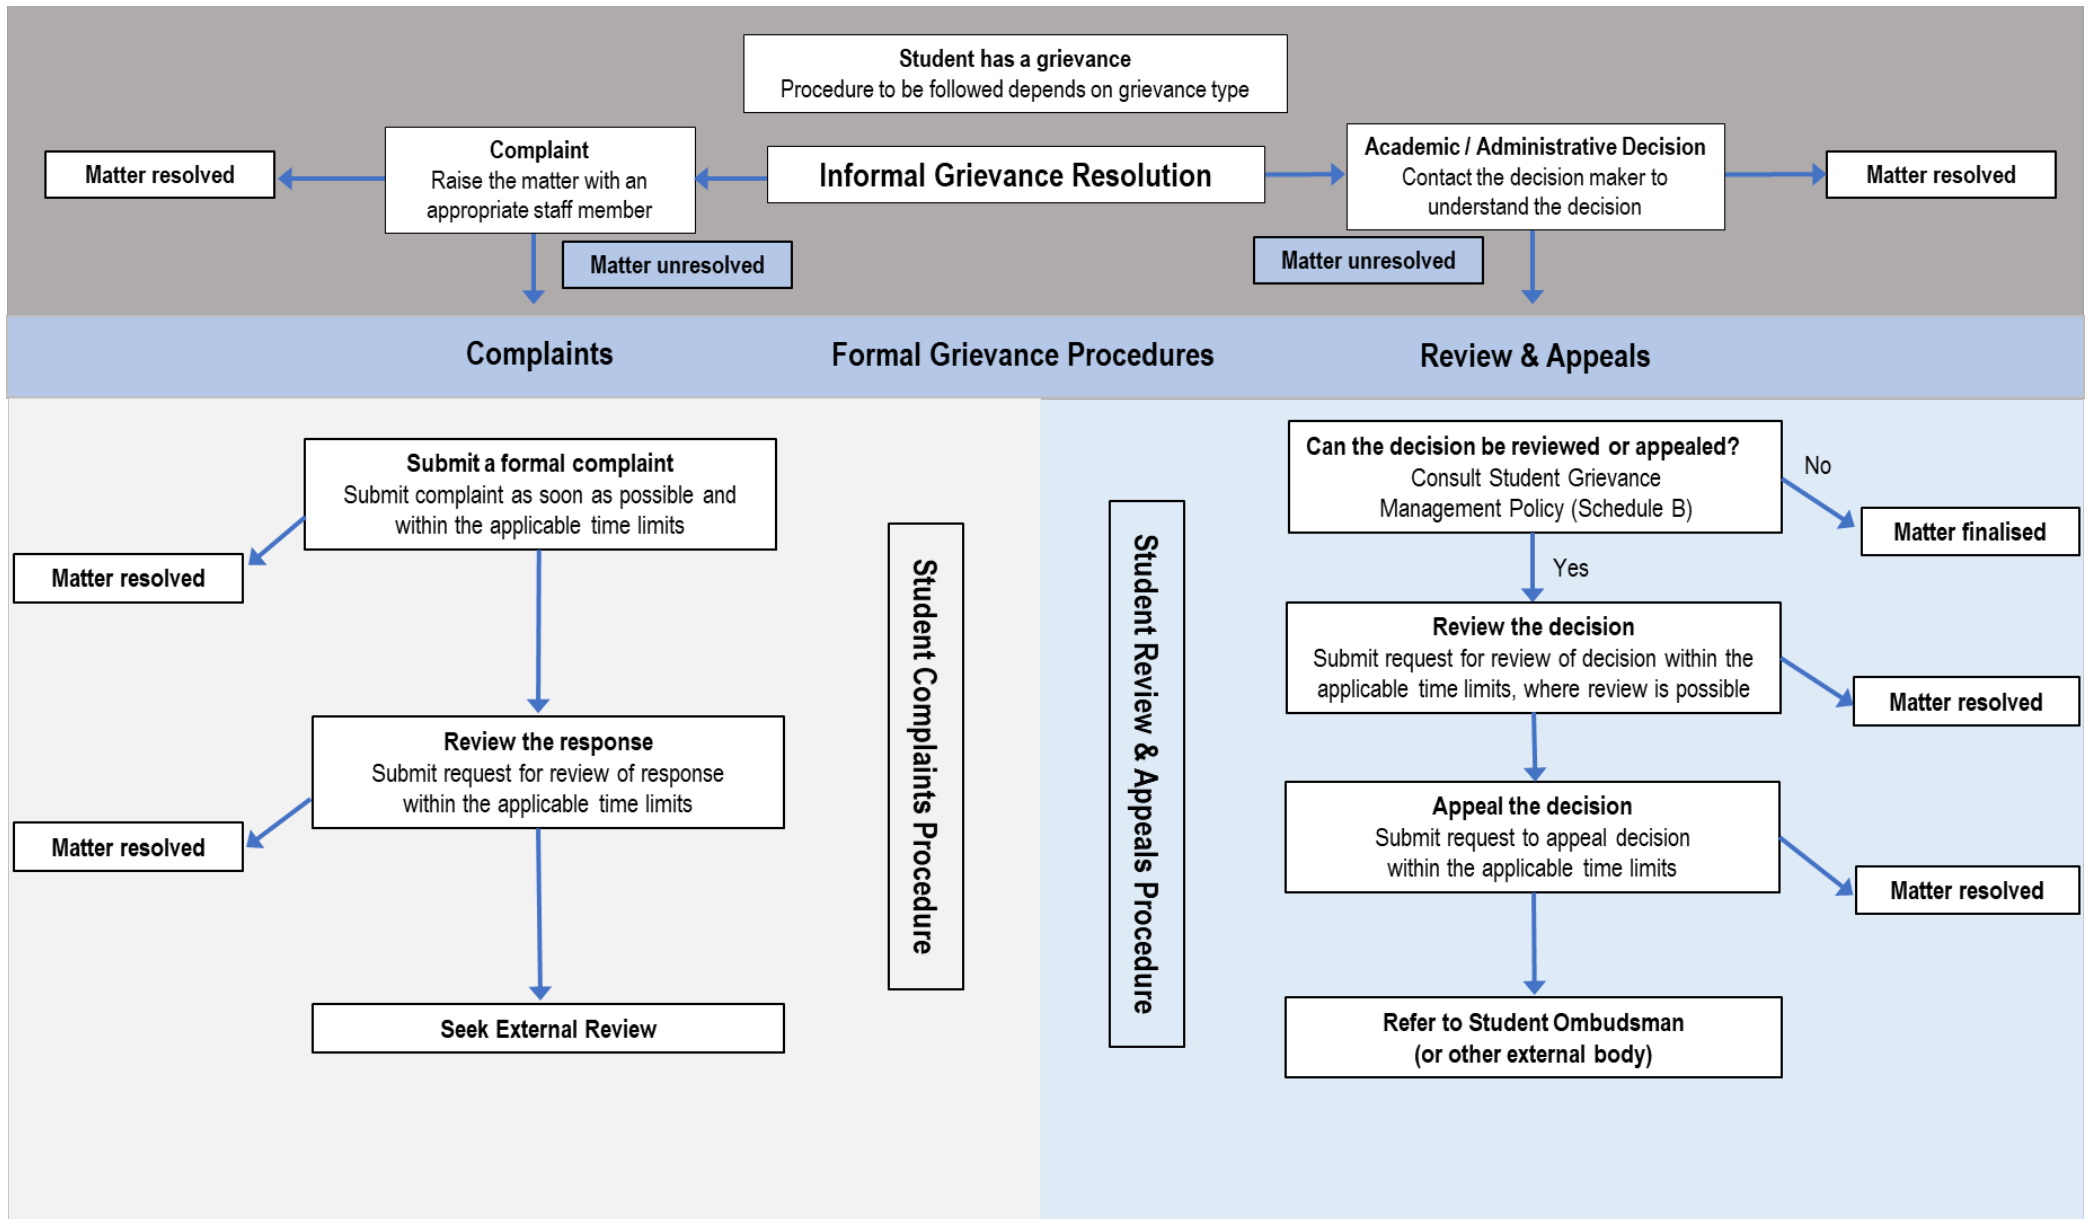 Student has a grievance
Procedure to be followed depends on grievance type
Matter resolved
Complaint
Raise the matter with an
appropriate staff member
Informal Grievance Resolution
Academic / Administrative Decision
Contact the decision maker to
understand the decision
Matter resolved
Matter unresolved
Matter unresolved
Complaints
Formal Grievance Procedures
Review & Appeals
Submit a formal complaint
Submit complaint as soon as possible and
within the applicable time limits
Matter resolved
Review the response
Submit request for review of response
within the applicable time limits
Matter resolved
Seek External Review
Student Complaints Procedure
Student Review & Appeals Procedure
Can the decision be reviewed or appealed?
Consult Student Grievance
Management Policy (Schedule B)
No
Matter finalised
Yes
Review the decision
Submit request for review of decision within the
applicable time limits, where review is possible
Matter resolved
Appeal the decision
Submit request to appeal decision
within the applicable time limits
Matter resolved
Refer to Student Ombudsman
(or other external body)